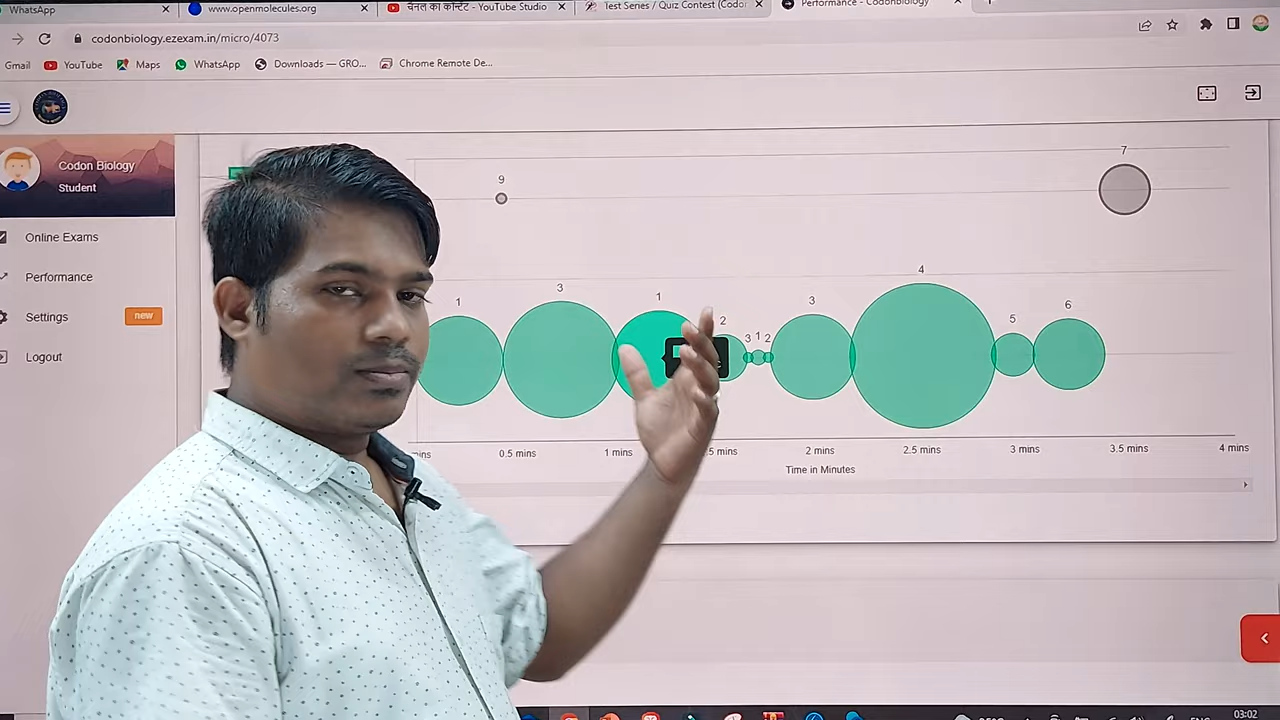 WhatsApp
www.openmolecules.org
चैनल का कॉन्टेंट - YouTube Studio
Test Series / Quiz Contest (Codon
Performance - Codonbiology
codonbiology.ezexam.in/micro/4073
Gmail
YouTube
Maps
WhatsApp
Downloads — GRO...
Chrome Remote De...
Codon Biology
Student
Online Exams
Performance
Settings
new
Logout
9
7
1
3
1
2
3
1
2
3
4
5
6
0.5 mins
1 mins
2 mins
2.5 mins
3 mins
3.5 mins
4 mins
Time in Minutes
ENG
03:02